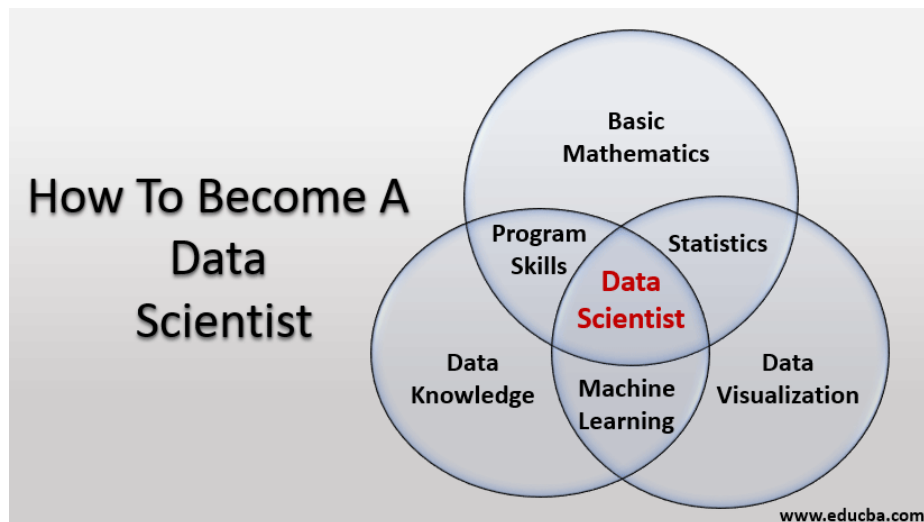 How To Become A
Data
Scientist
Basic
Mathematics
Program
Skills
Statistics
Data
Scientist
Data
Knowledge
Machine
Learning
Data
Visualization
www.educba.com